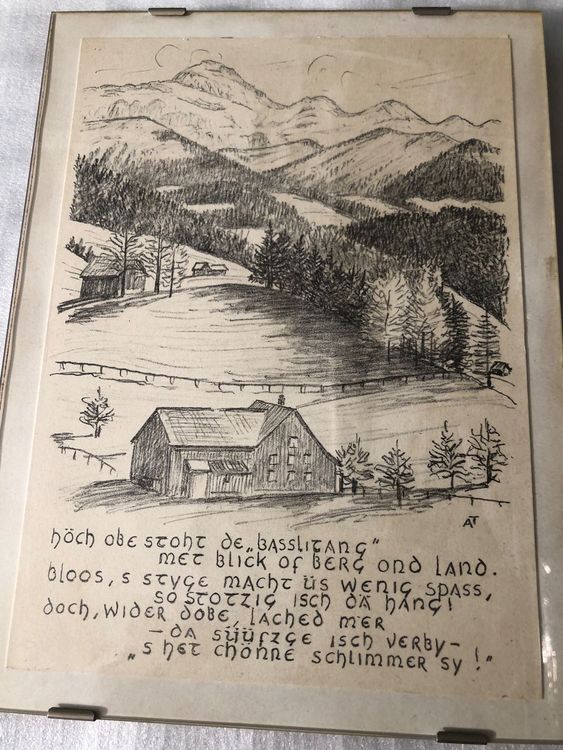 AT
höch obe stoht de „Basslitang"
met blick of berg ond land.
bloos, s styge macht üs wenig spass,
so stotzig isch dä hang!
doch, wider dobe, lached mer
– da süüfzge isch verby –
„s het chönne schlimmer sy!"